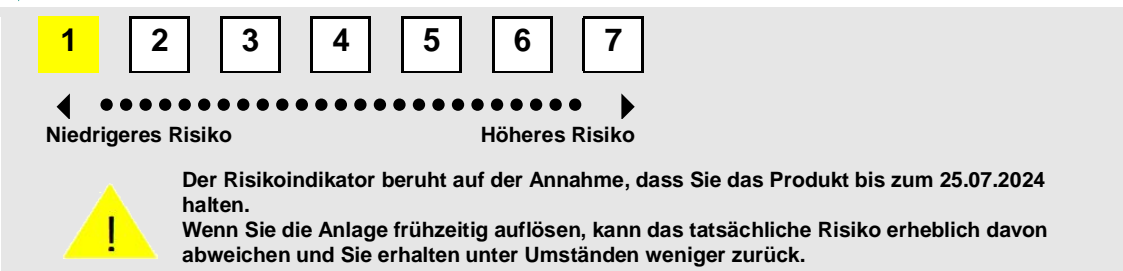 1 2 3 4 5 6 7
Niedrigeres Risiko Höheres Risiko
Der Risikoindikator beruht auf der Annahme, dass Sie das Produkt bis zum 25.07.2024
halten.
Wenn Sie die Anlage frühzeitig auflösen, kann das tatsächliche Risiko erheblich davon
! abweichen und Sie erhalten unter Umständen weniger zurück.